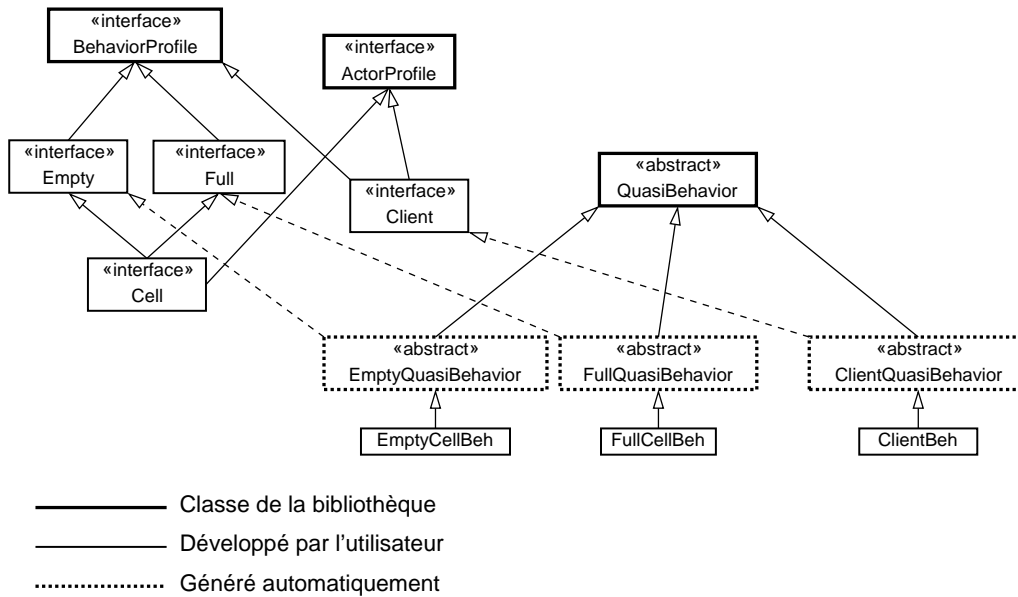 «interface»
BehaviorProfile
«interface»
ActorProfile
«interface»
Empty
«interface»
Full
«interface»
Client
«abstract»
QuasiBehavior
«interface»
Cell
«abstract»
EmptyQuasiBehavior
«abstract»
FullQuasiBehavior
«abstract»
ClientQuasiBehavior
EmptyCellBeh
FullCellBeh
ClientBeh
Classe de la bibliothèque
Développé par l'utilisateur
Généré automatiquement